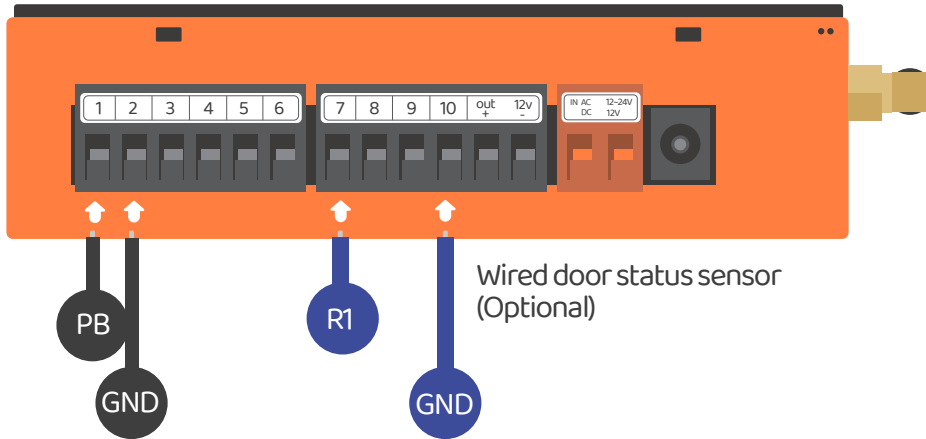 1 2 3 4 5 6
7 8 9 10 out + 12v -
IN AC 12-24V
DC 12V
Wired door status sensor
(Optional)
PB
R1
GND
GND